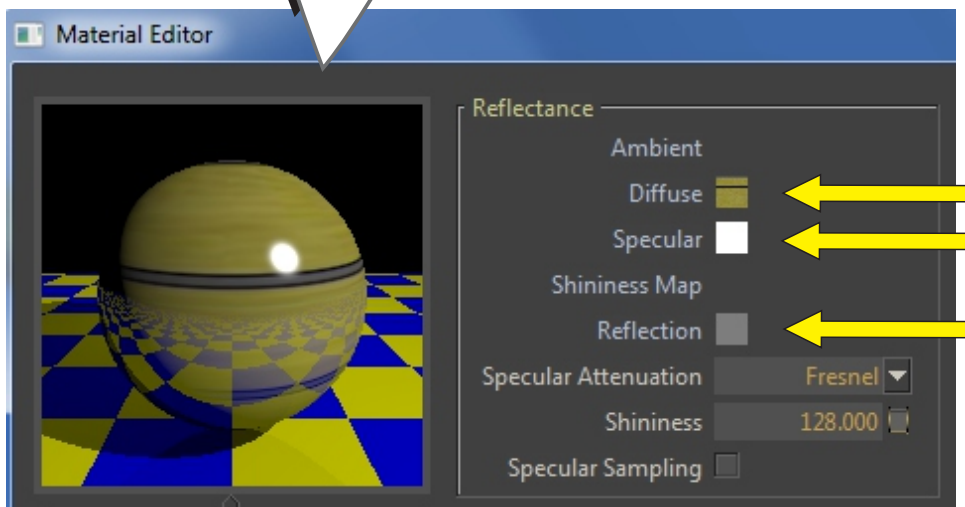 Material Editor
Reflectance
Ambient
Diffuse
Specular
Shininess Map
Reflection
Specular Attenuation Fresnel
Shininess 128.000
Specular Sampling